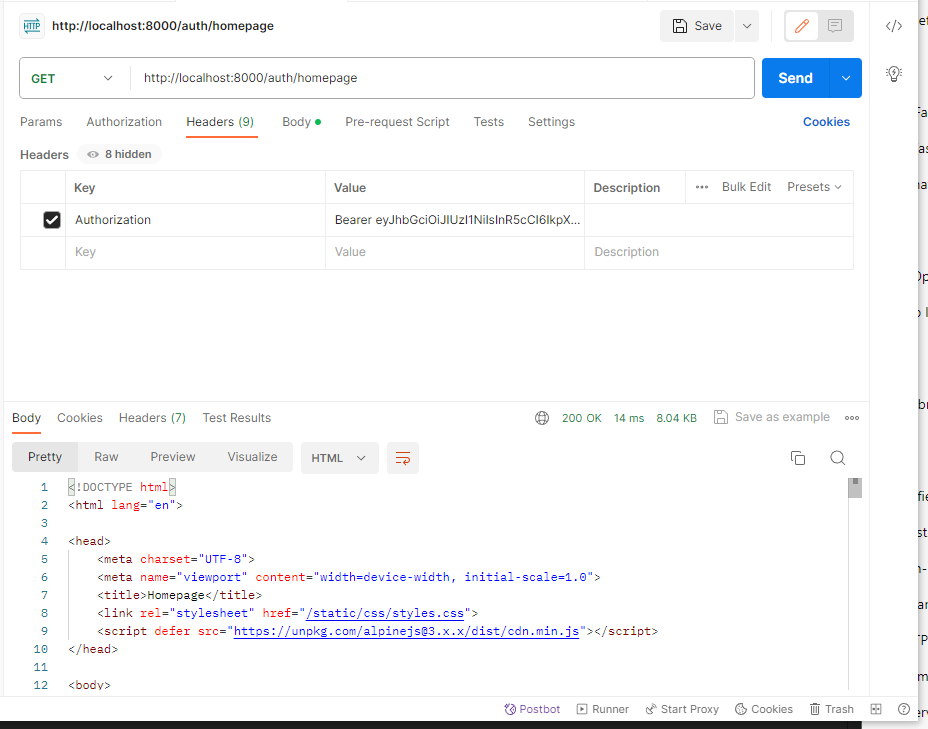 HTTP http://localhost:8000/auth/homepage Save
GET http://localhost:8000/auth/homepage Send
Params Authorization Headers (9) Body Pre-request Script Tests Settings Cookies
Headers 8 hidden
Key Value Description ••• Bulk Edit Presets
Authorization Bearer eyJhbGciOiJIUzI1NiIsInR5cCI6IkpX...
Key Value Description
Body Cookies Headers (7) Test Results 200 OK 14 ms 8.04 KB Save as example
Pretty Raw Preview Visualize HTML
1 <!DOCTYPE html>
2 <html lang="en">
3
4 <head>
5 <meta charset="UTF-8">
6 <meta name="viewport" content="width=device-width, initial-scale=1.0">
7 <title>Homepage</title>
8 <link rel="stylesheet" href="/static/css/styles.css">
9 <script defer src="https://unpkg.com/alpinejs@3.x.x/dist/cdn.min.js"></script>
10 </head>
11
12 <body>
Postbot Runner Start Proxy Cookies Trash